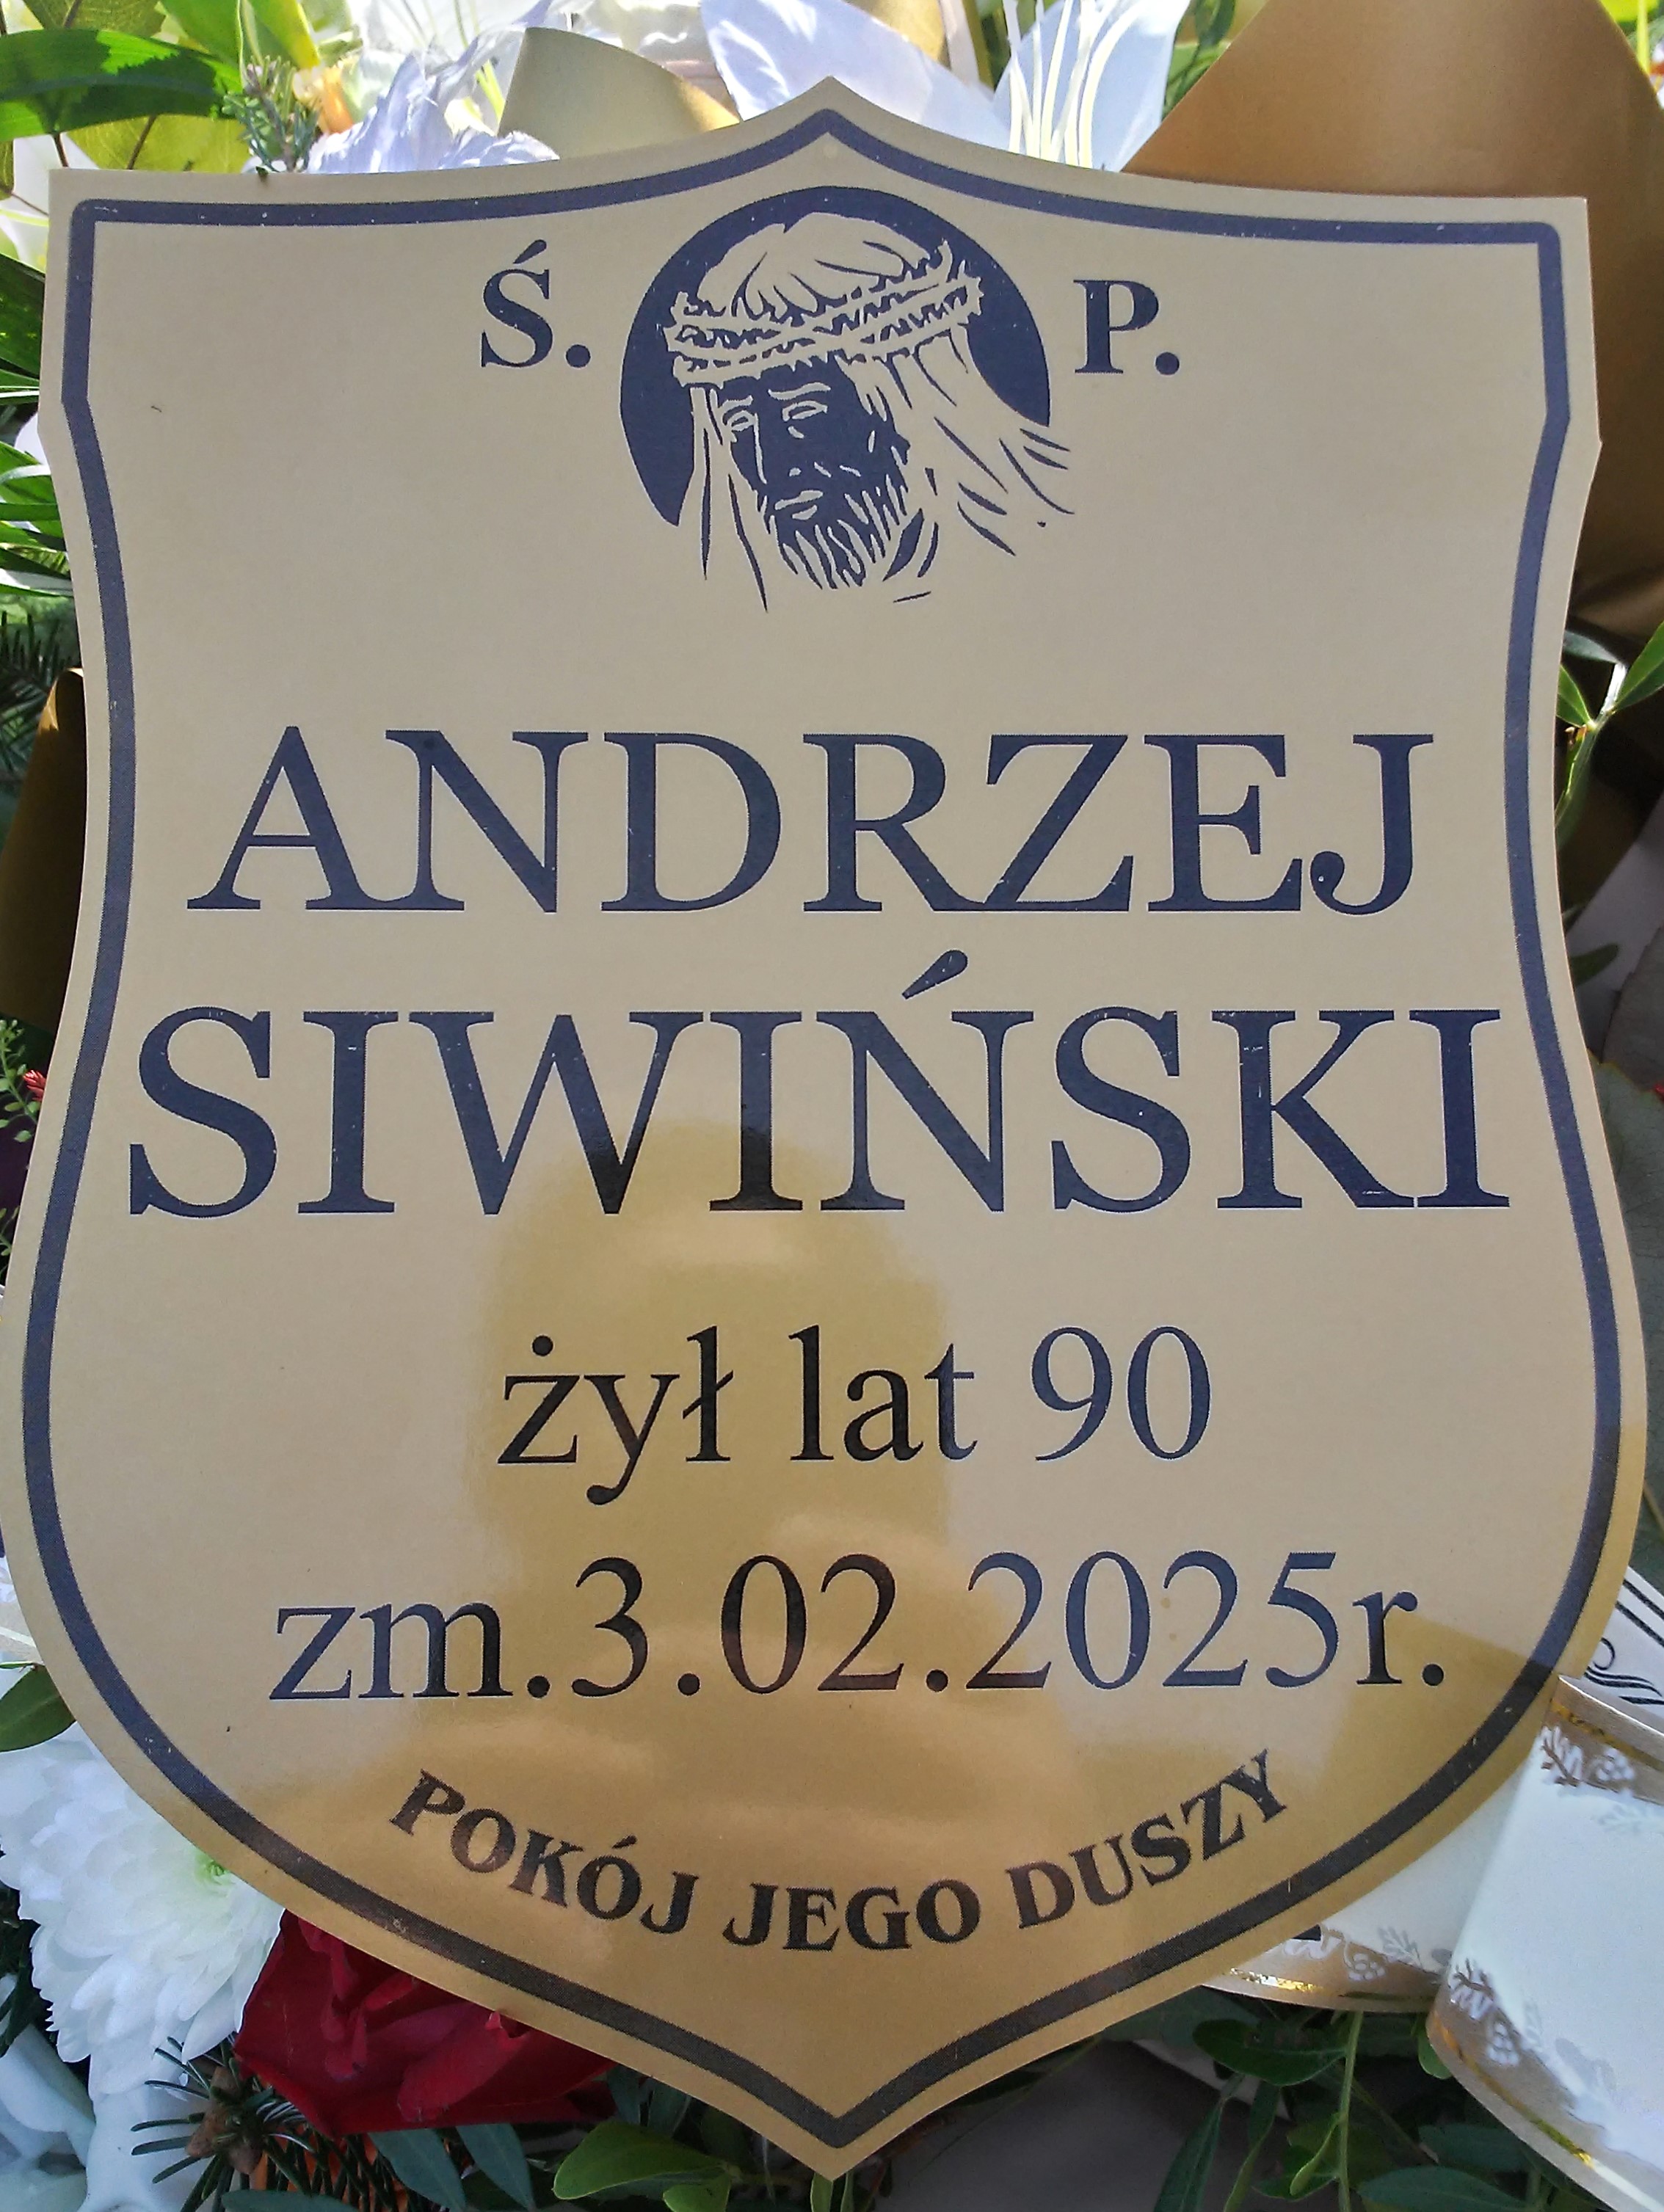 Ś. P.
ANDRZEJ
SIWIŃSKI
żył lat 90
zm.3.02.2025r.
POKÓJ JEGO DUSZY